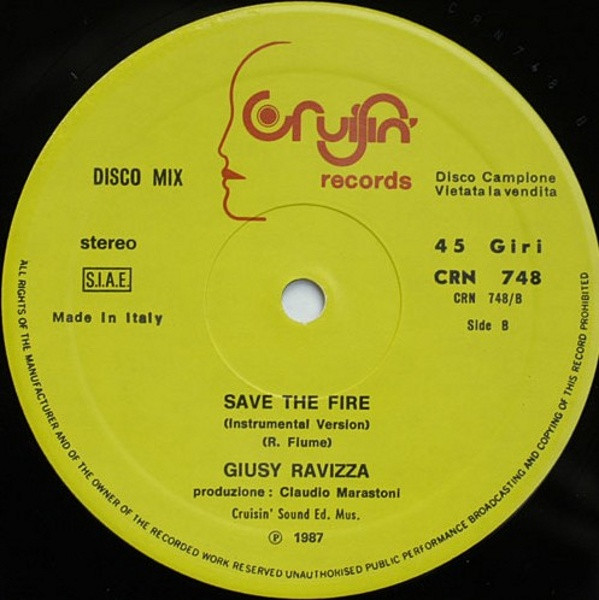 CRN 748 B
Cruisin'
records
DISCO MIX
Disco Campione
Vietata la vendita
stereo
45 Giri
S.I.A.E.
CRN 748
CRN 748/B
Made In Italy
Side B
SAVE THE FIRE
(Instrumental Version)
(R. Fiume)
GIUSY RAVIZZA
produzione: Claudio Marastoni
Cruisin' Sound Ed. Mus.
Ⓟ 1987
ALL RIGHTS OF THE MANUFACTURER AND OF THE OWNER OF THE RECORDED WORK RESERVED UNAUTHORISED PUBLIC PERFORMANCE BROADCASTING AND COPYING OF THIS RECORD PROHIBITED